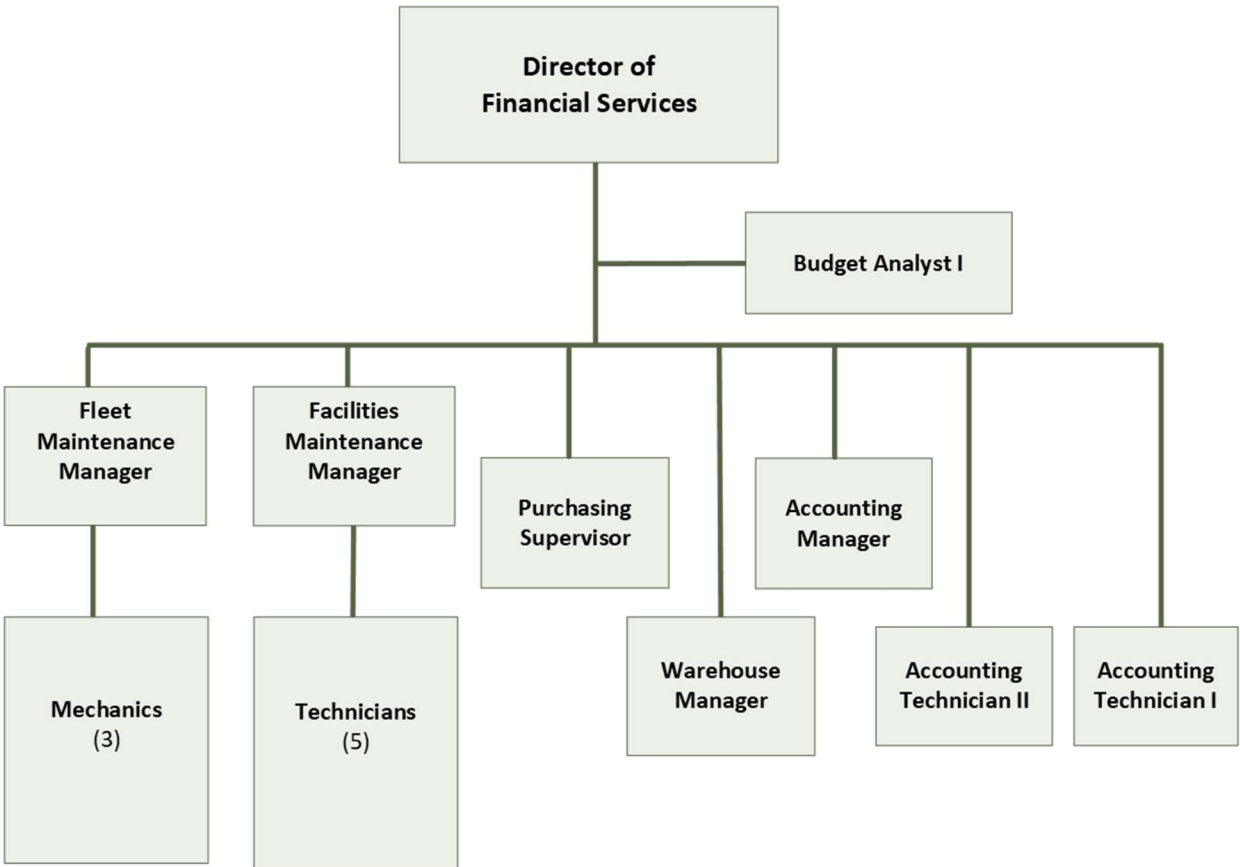 Director of
Financial Services
Budget Analyst I
Fleet
Maintenance
Manager
Facilities
Maintenance
Manager
Purchasing
Supervisor
Accounting
Manager
Mechanics
(3)
Technicians
(5)
Warehouse
Manager
Accounting
Technician II
Accounting
Technician I